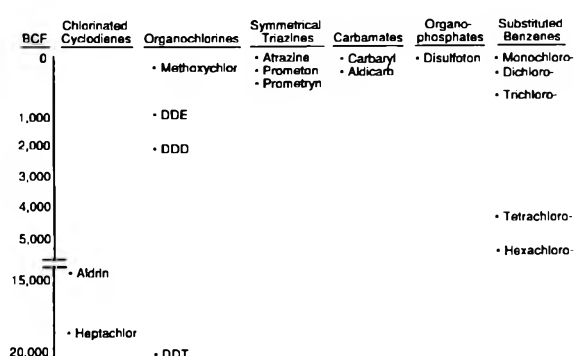 BCF
Chlorinated
Cyclodienes
Organochlorines
Symmetrical
Triazines
Carbamates
Organo-
phosphates
Substituted
Benzenes
0
• Methoxychlor
• Atrazine
• Prometon
• Prometryn
• Carbaryl
• Aldicarb
• Disulfoton
• Monochloro-
• Dichloro-
• Trichloro-
1,000
• DDE
2,000
• DDD
3,000
4,000
• Tetrachloro-
5,000
• Hexachloro-
15,000
• Aldrin
• Heptachlor
20,000
• DDT